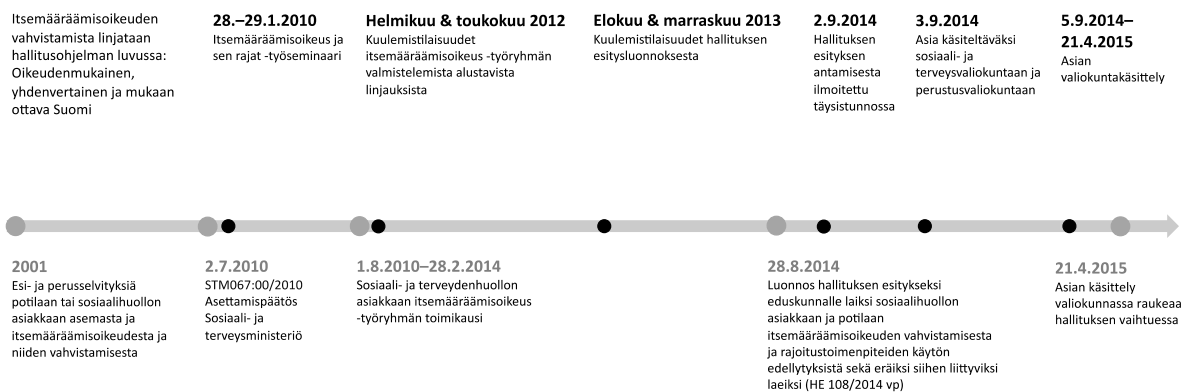 Itsemääräämisoikeuden
vahvistamista linjataan
hallitusohjelman luvussa:
Oikeudenmukainen,
yhdenvertainen ja mukaan
ottava Suomi
28.–29.1.2010
Itsemääräämisoikeus ja
sen rajat -työseminaari
Helmikuu & toukokuu 2012
Kuulemistilaisuudet
itsemääräämisoikeus -työryhmän
valmistelemista alustavista
linjauksista
Elokuu & marraskuu 2013
Kuulemistilaisuudet hallituksen
esitysluonnoksesta
2.9.2014
Hallituksen
esityksen
antamisesta
ilmoitettu
täysistunnossa
3.9.2014
Asia käsiteltäväksi
sosiaali- ja
terveysvaliokuntaan ja
perustusvaliokuntaan
5.9.2014–
21.4.2015
Asian
valiokuntakäsittely
2001
Esi- ja perusselvityksiä
potilaan tai sosiaalihuollon
asiakkaan asemasta ja
itsemääräämisoikeudesta ja
niiden vahvistamisesta
2.7.2010
STM067:00/2010
Asettamispäätös
Sosiaali- ja
terveysministeriö
1.8.2010–28.2.2014
Sosiaali- ja terveydenhuollon
asiakkaan itsemääräämisoikeus
-työryhmän toimikausi
28.8.2014
Luonnos hallituksen esitykseksi
eduskunnalle laiksi sosiaalihuollon
asiakkaan ja potilaan
itsemääräämisoikeuden vahvistamisesta
ja rajoitustoimenpiteiden käytön
edellytyksistä sekä eräiksi siihen liittyviksi
laeiksi (HE 108/2014 vp)
21.4.2015
Asian käsittely
valiokunnassa raukeaa
hallituksen vaihtuessa